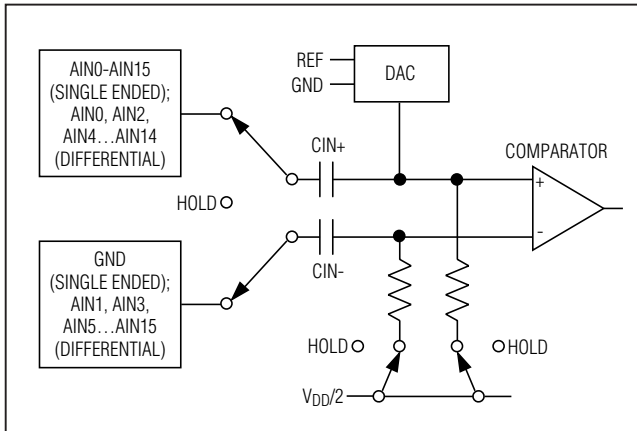 AIN0-AIN15
(SINGLE ENDED);
AIN0, AIN2,
AIN4…AIN14
(DIFFERENTIAL)
REF
GND
DAC
CIN+
COMPARATOR
+
-
HOLD
CIN-
GND
(SINGLE ENDED);
AIN1, AIN3,
AIN5…AIN15
(DIFFERENTIAL)
HOLD
HOLD
VDD/2